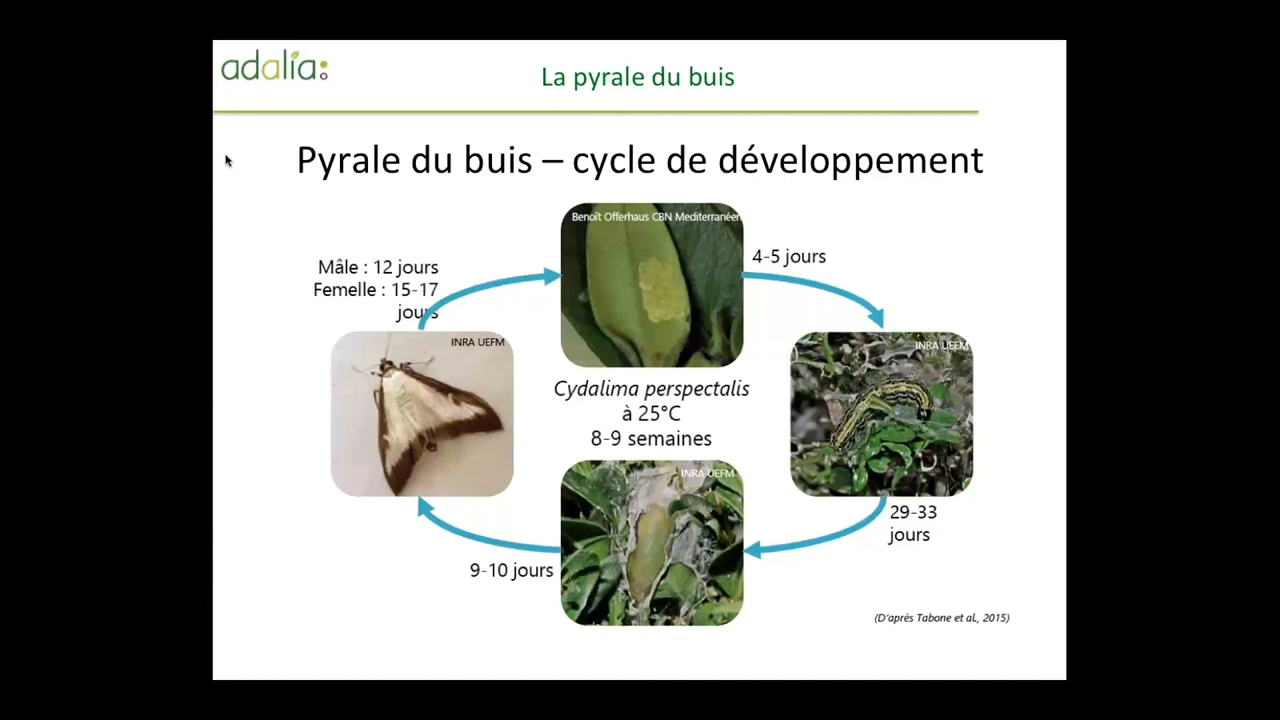 adalia
La pyrale du buis
Pyrale du buis – cycle de développement
Benoît Offerhaus CBN Mediterranéen
4-5 jours
Mâle : 12 jours
Femelle : 15-17
jours
INRA UEFM
INRA UEFM
Cydalima perspectalis
à 25°C
8-9 semaines
INRA UEFM
29-33
jours
9-10 jours
(D'après Tabone et al., 2015)